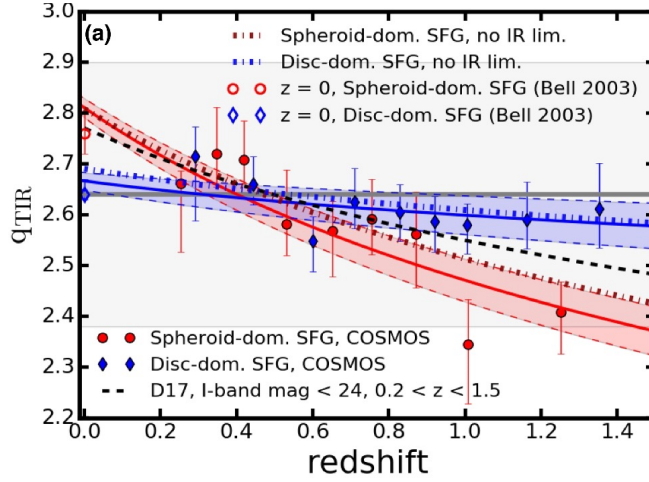 (a)
Spheroid-dom. SFG, no IR lim.
Disc-dom. SFG, no IR lim.
z = 0, Spheroid-dom. SFG (Bell 2003)
z = 0, Disc-dom. SFG (Bell 2003)
3.0
2.9
2.8
2.7
2.6
2.5
2.4
2.3
2.2
qTIR
Spheroid-dom. SFG, COSMOS
Disc-dom. SFG, COSMOS
D17, I-band mag < 24, 0.2 < z < 1.5
0.0 0.2 0.4 0.6 0.8 1.0 1.2 1.4
redshift